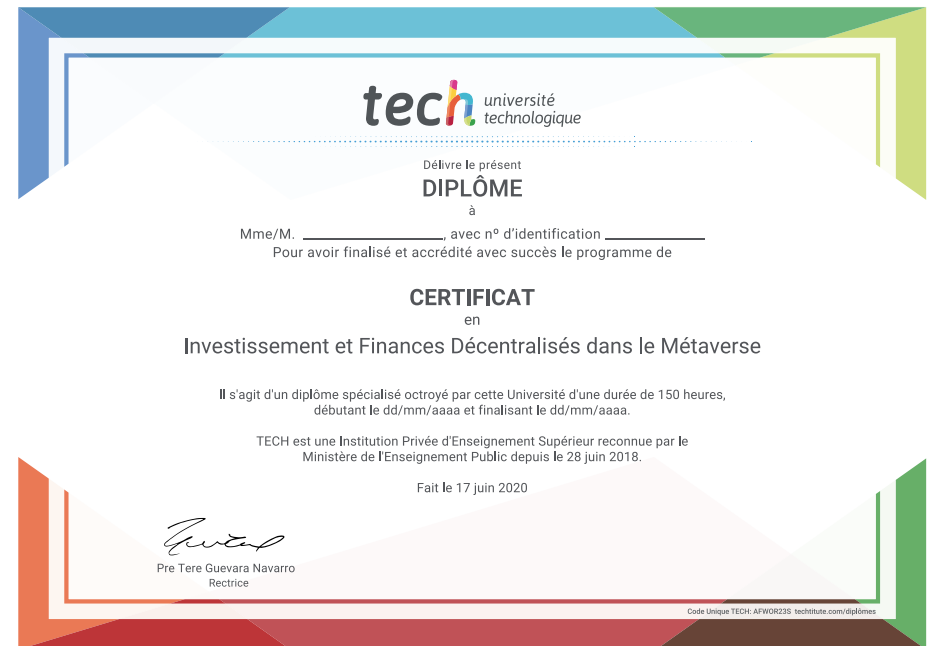 tech université
technologique
Délivre le présent
DIPLÔME
à
Mme/M. ____________, avec nº d'identification ____________
Pour avoir finalisé et accrédité avec succès le programme de
CERTIFICAT
en
Investissement et Finances Décentralisés dans le Métaverse
Il s'agit d'un diplôme spécialisé octroyé par cette Université d'une durée de 150 heures,
débutant le dd/mm/aaaa et finalisant le dd/mm/aaaa.
TECH est une Institution Privée d'Enseignement Supérieur reconnue par le
Ministère de l'Enseignement Public depuis le 28 juin 2018.
Fait le 17 juin 2020
Pre Tere Guevara Navarro
Rectrice
Code Unique TECH: AFWOR23S techtitute.com/diplômes